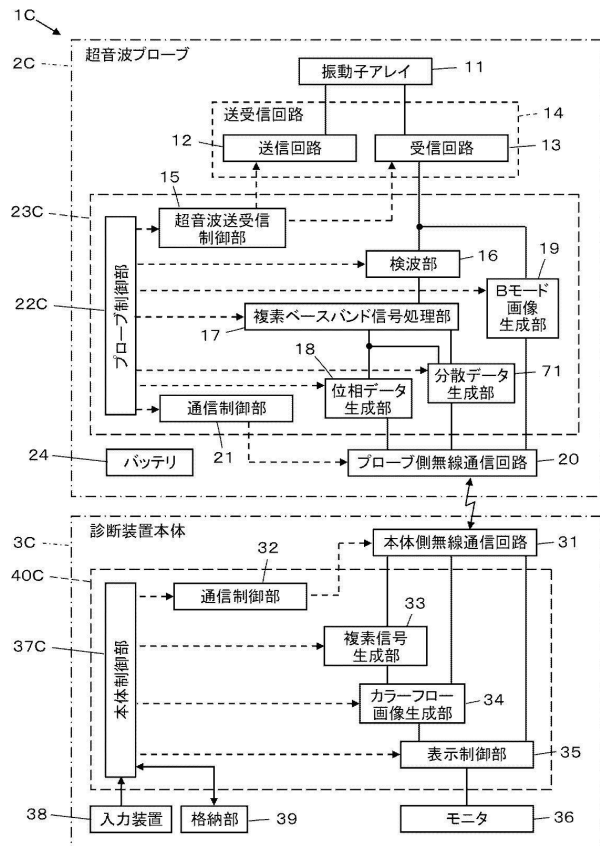 1C
2C
超音波プローブ
振動子アレイ
11
送受信回路
14
12
送信回路
受信回路
13
15
23C
超音波送受信
制御部
19
検波部
16
22C
プローブ制御部
Bモード
画像
生成部
複素ベースバンド信号処理部
17
18
分散データ
生成部
71
位相データ
生成部
通信制御部
21
24
バッテリ
プローブ側無線通信回路
20
3C
診断装置本体
32
本体側無線通信回路
31
40C
通信制御部
33
複素信号
生成部
37C
本体制御部
カラーフロー
画像生成部
34
表示制御部
35
38
入力装置
格納部
39
モニタ
36